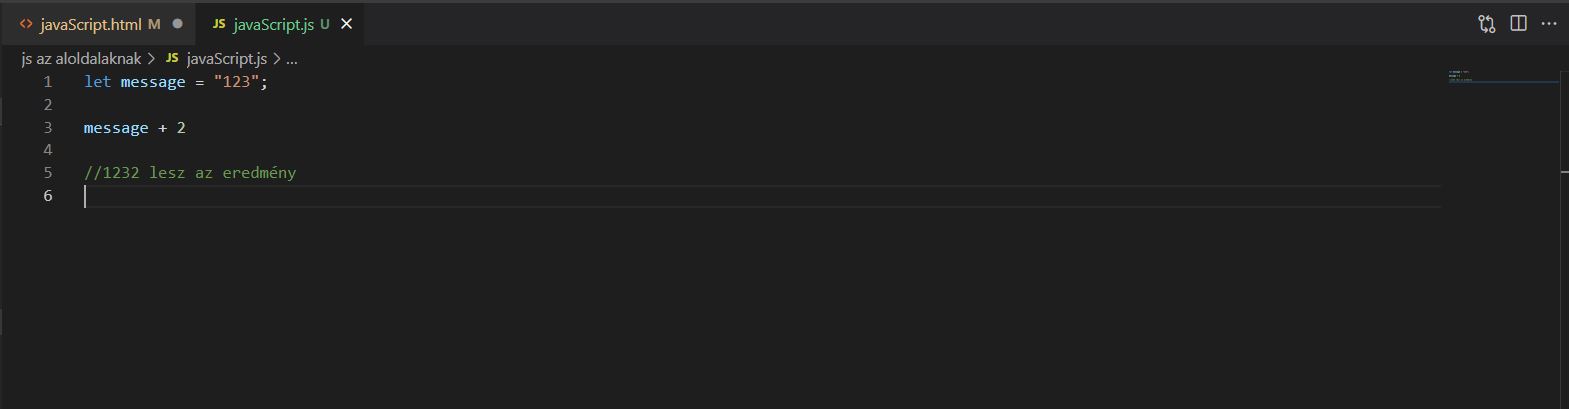 <> javaScript.html M ● JS javaScript.js U ×
js az aloldalaknak > JS javaScript.js > ...
1 let message = "123";
2
3 message + 2
4
5 //1232 lesz az eredmény
6